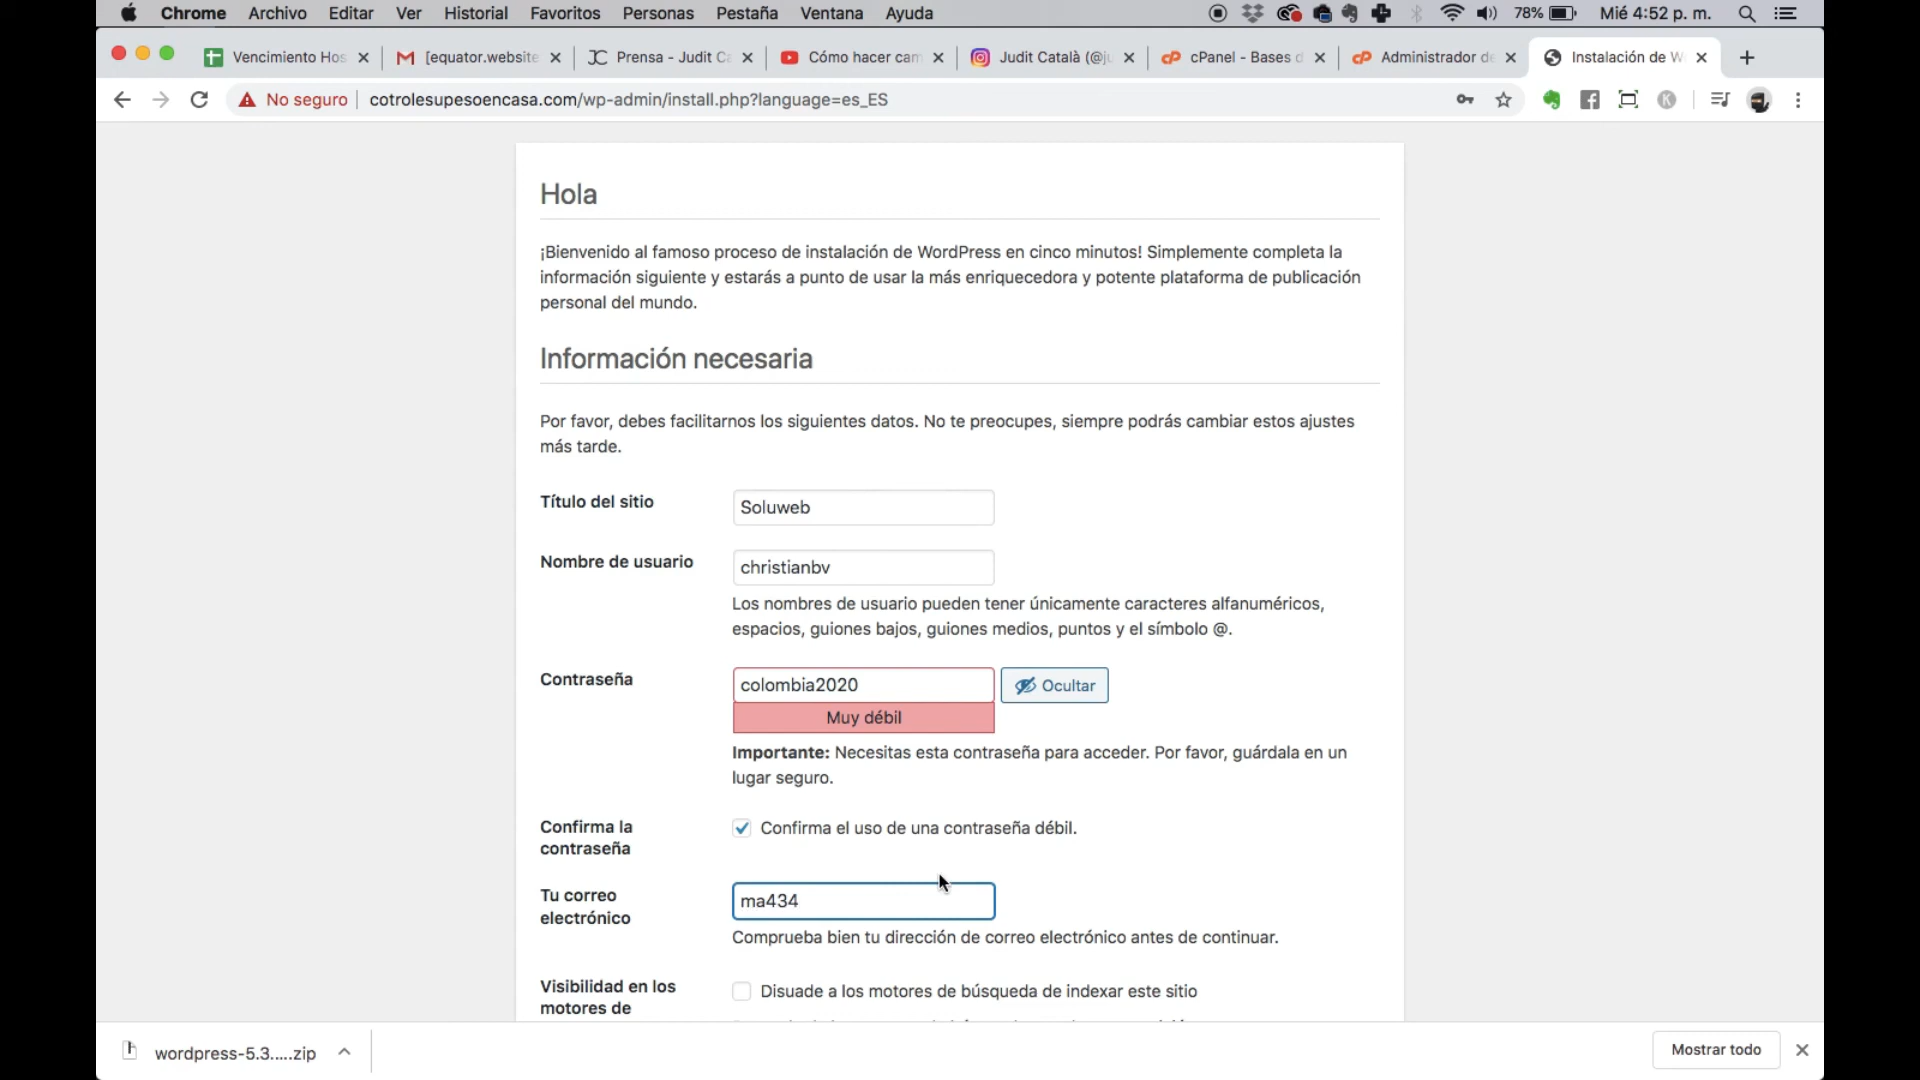 Chrome Archivo Editar Ver Historial Favoritos Personas Pestaña Ventana Ayuda 78% Mié 4:52 p. m.
Vencimiento Hos [equator.website Prensa - Judit Ca Cómo hacer cam Judit Català (@ju cPanel - Bases d Administrador de Instalación de W
No seguro cotrolesupesoencasa.com/wp-admin/install.php?language=es_ES
Hola
¡Bienvenido al famoso proceso de instalación de WordPress en cinco minutos! Simplemente completa la
información siguiente y estarás a punto de usar la más enriquecedora y potente plataforma de publicación
personal del mundo.
Información necesaria
Por favor, debes facilitarnos los siguientes datos. No te preocupes, siempre podrás cambiar estos ajustes
más tarde.
Título del sitio Soluweb
Nombre de usuario christianbv
Los nombres de usuario pueden tener únicamente caracteres alfanuméricos,
espacios, guiones bajos, guiones medios, puntos y el símbolo @.
Contraseña colombia2020 Ocultar
Muy débil
Importante: Necesitas esta contraseña para acceder. Por favor, guárdala en un
lugar seguro.
Confirma la
contraseña
Confirma el uso de una contraseña débil.
Tu correo
electrónico
ma434
Comprueba bien tu dirección de correo electrónico antes de continuar.
Visibilidad en los
motores de
Disuade a los motores de búsqueda de indexar este sitio
wordpress-5.3.....zip Mostrar todo